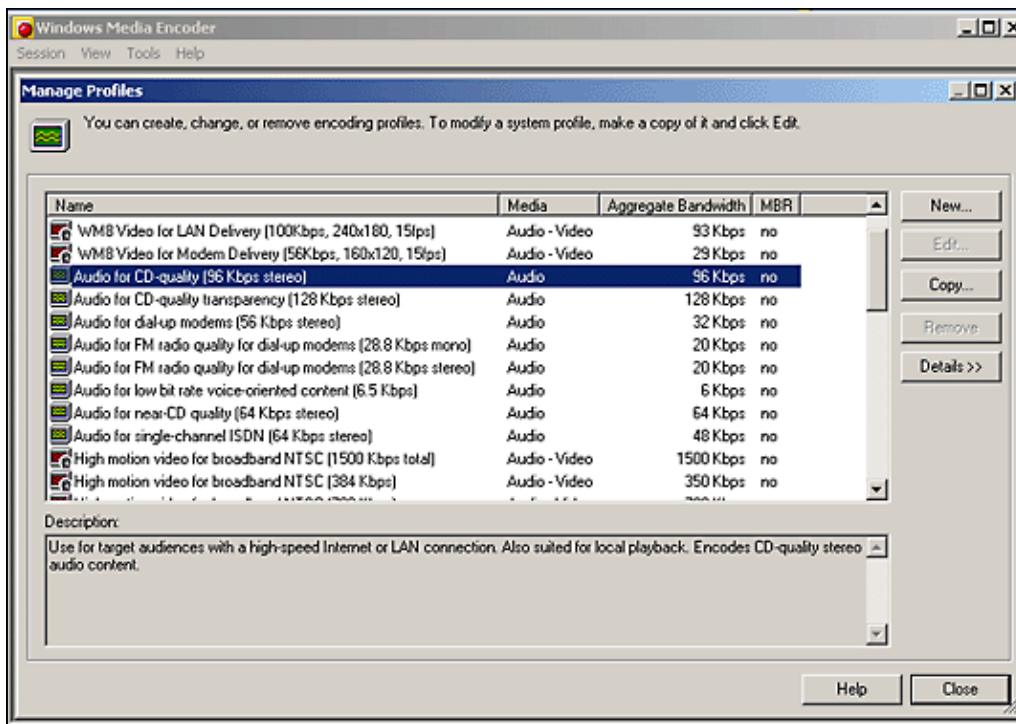 Windows Media Encoder
Session View Tools Help
Manage Profiles
You can create, change, or remove encoding profiles. To modify a system profile, make a copy of it and click Edit.
Name Media Aggregate Bandwidth MBR
WM8 Video for LAN Delivery (100Kbps, 240x180, 15fps) Audio - Video 93 Kbps no
WM8 Video for Modem Delivery (56Kbps, 160x120, 15fps) Audio - Video 29 Kbps no
Audio for CD-quality (96 Kbps stereo) Audio 96 Kbps no
Audio for CD-quality transparency (128 Kbps stereo) Audio 128 Kbps no
Audio for dial-up modems (56 Kbps stereo) Audio 32 Kbps no
Audio for FM radio quality for dial-up modems (28.8 Kbps mono) Audio 20 Kbps no
Audio for FM radio quality for dial-up modems (28.8 Kbps stereo) Audio 20 Kbps no
Audio for low bit rate voice-oriented content (6.5 Kbps) Audio 6 Kbps no
Audio for near-CD quality (64 Kbps stereo) Audio 64 Kbps no
Audio for single-channel ISDN (64 Kbps stereo) Audio 48 Kbps no
High motion video for broadband NTSC (1500 Kbps total) Audio - Video 1500 Kbps no
High motion video for broadband NTSC (384 Kbps) Audio - Video 350 Kbps no
New...
Edit...
Copy...
Remove
Details >>
Description:
Use for target audiences with a high-speed Internet or LAN connection. Also suited for local playback. Encodes CD-quality stereo
audio content.
Help Close